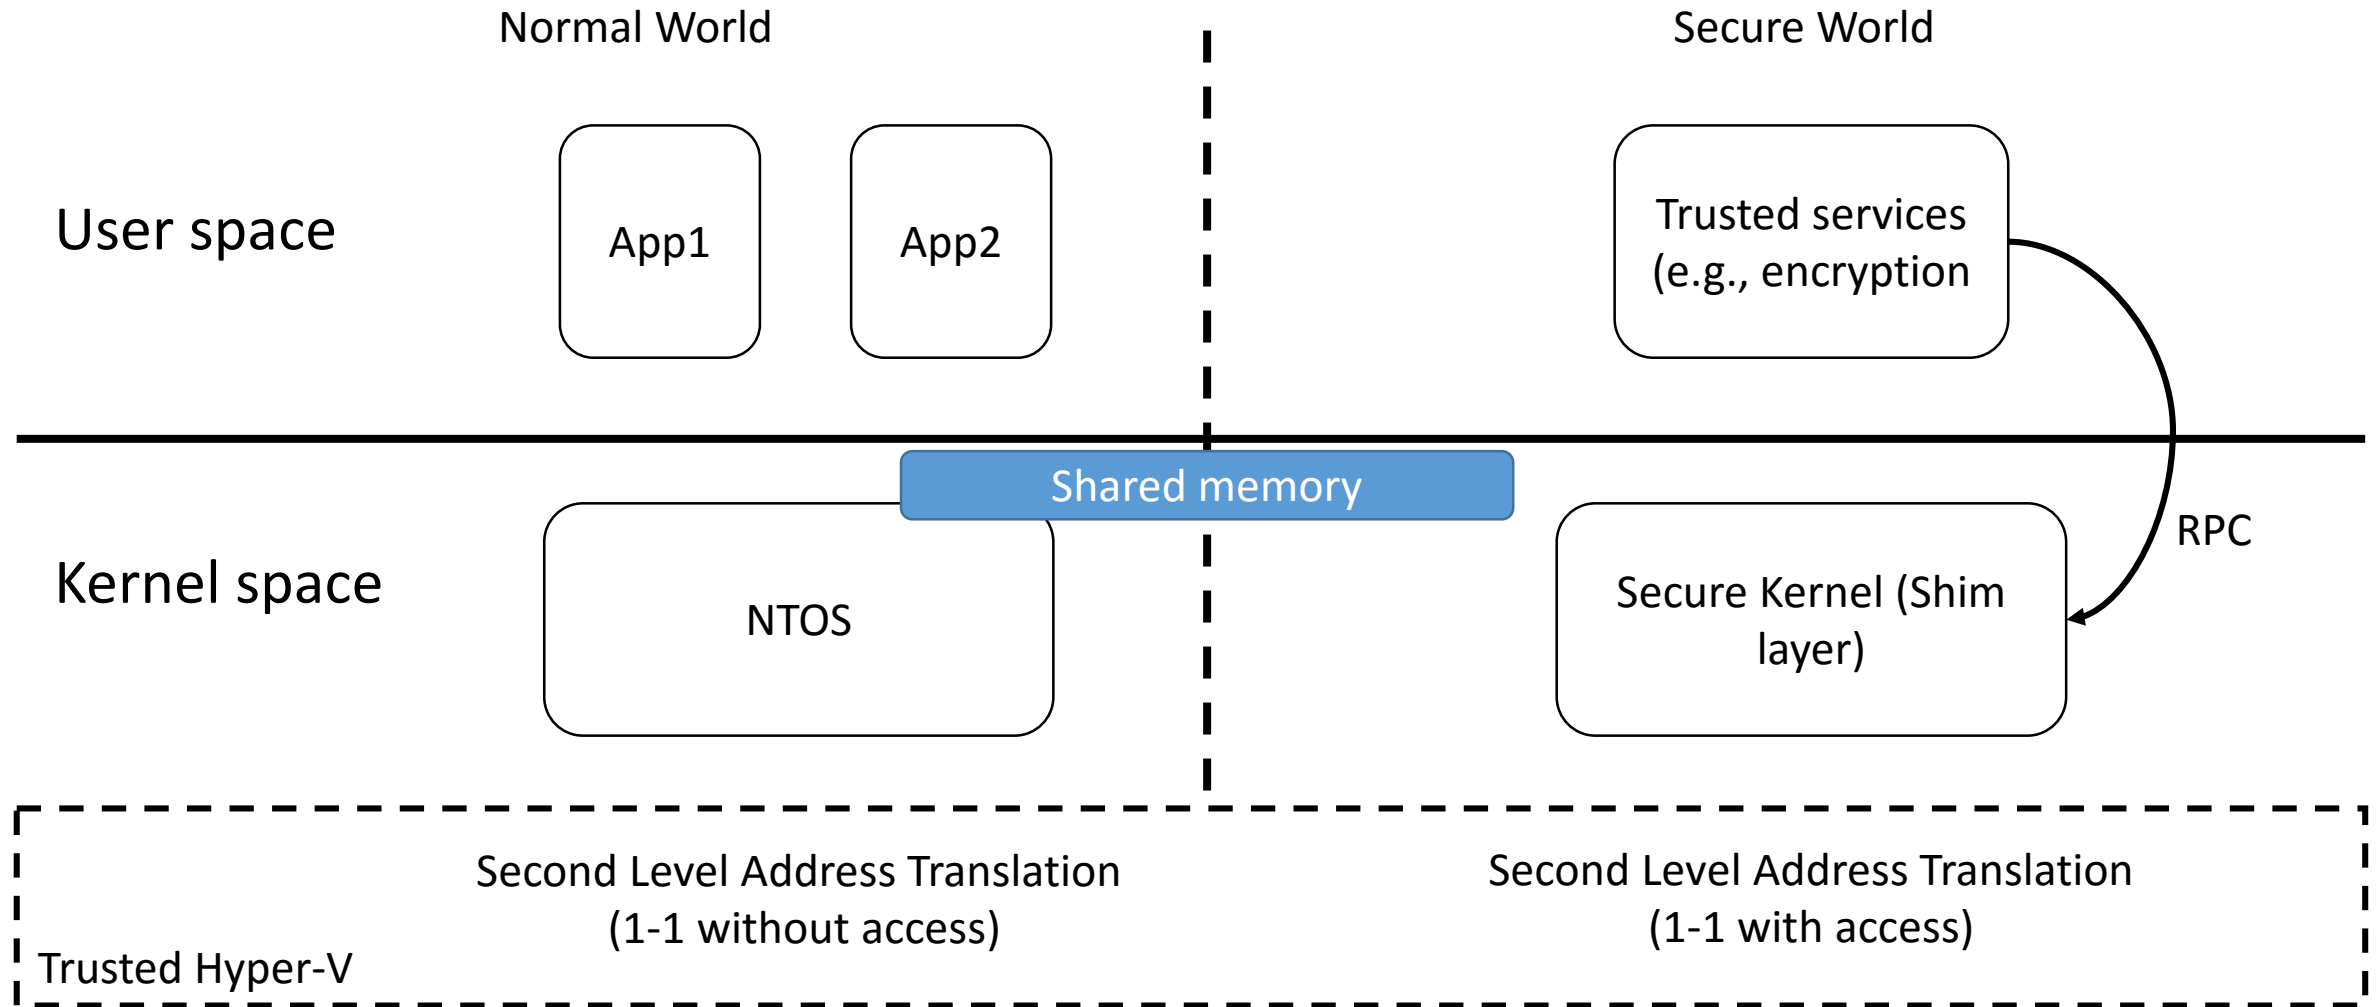 Normal World
Secure World
User space
App1
App2
Trusted services
(e.g., encryption
Shared memory
Kernel space
NTOS
Secure Kernel (Shim
layer)
RPC
Second Level Address Translation
(1-1 without access)
Second Level Address Translation
(1-1 with access)
Trusted Hyper-V